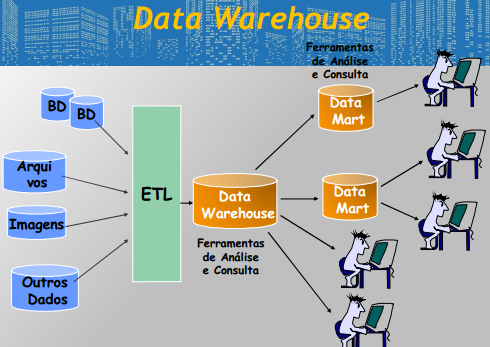 Data Warehouse
Ferramentas
de Análise
e Consulta
BD
BD
Data
Mart
Arqui
vos
ETL
Data
Warehouse
Data
Mart
Imagens
Ferramentas
de Análise
e Consulta
Outros
Dados